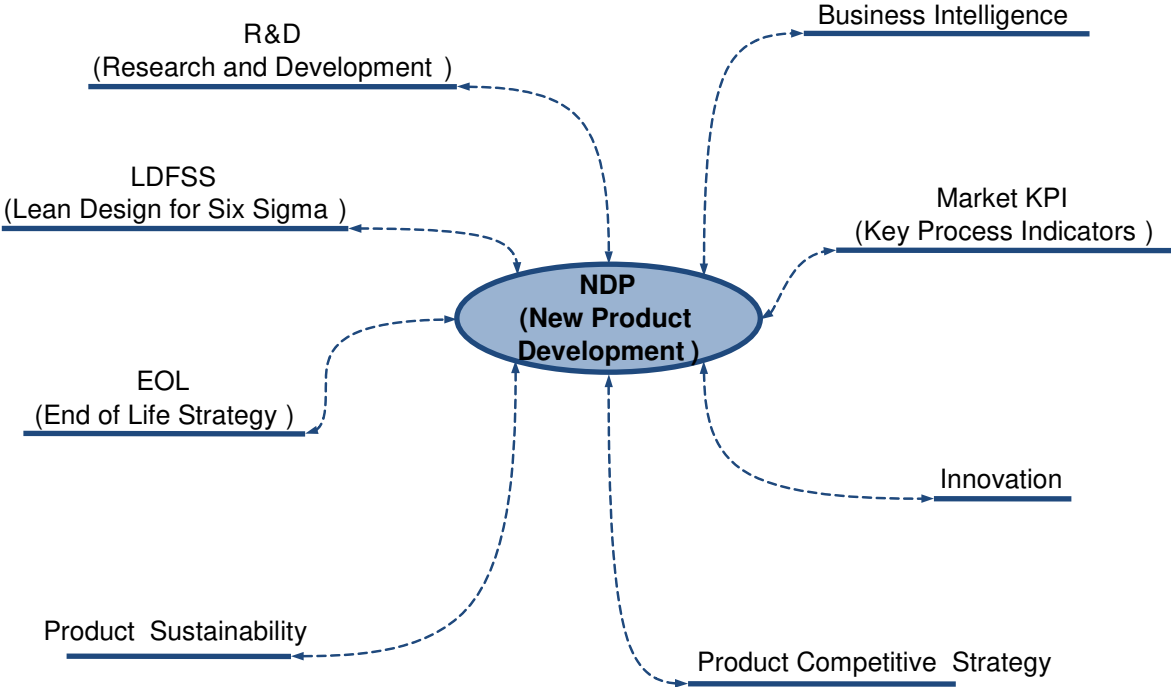 Business Intelligence
R&D
(Research and Development )
LDFSS
(Lean Design for Six Sigma )
Market KPI
(Key Process Indicators )
NDP
(New Product
Development )
EOL
(End of Life Strategy )
Innovation
Product Sustainability
Product Competitive Strategy